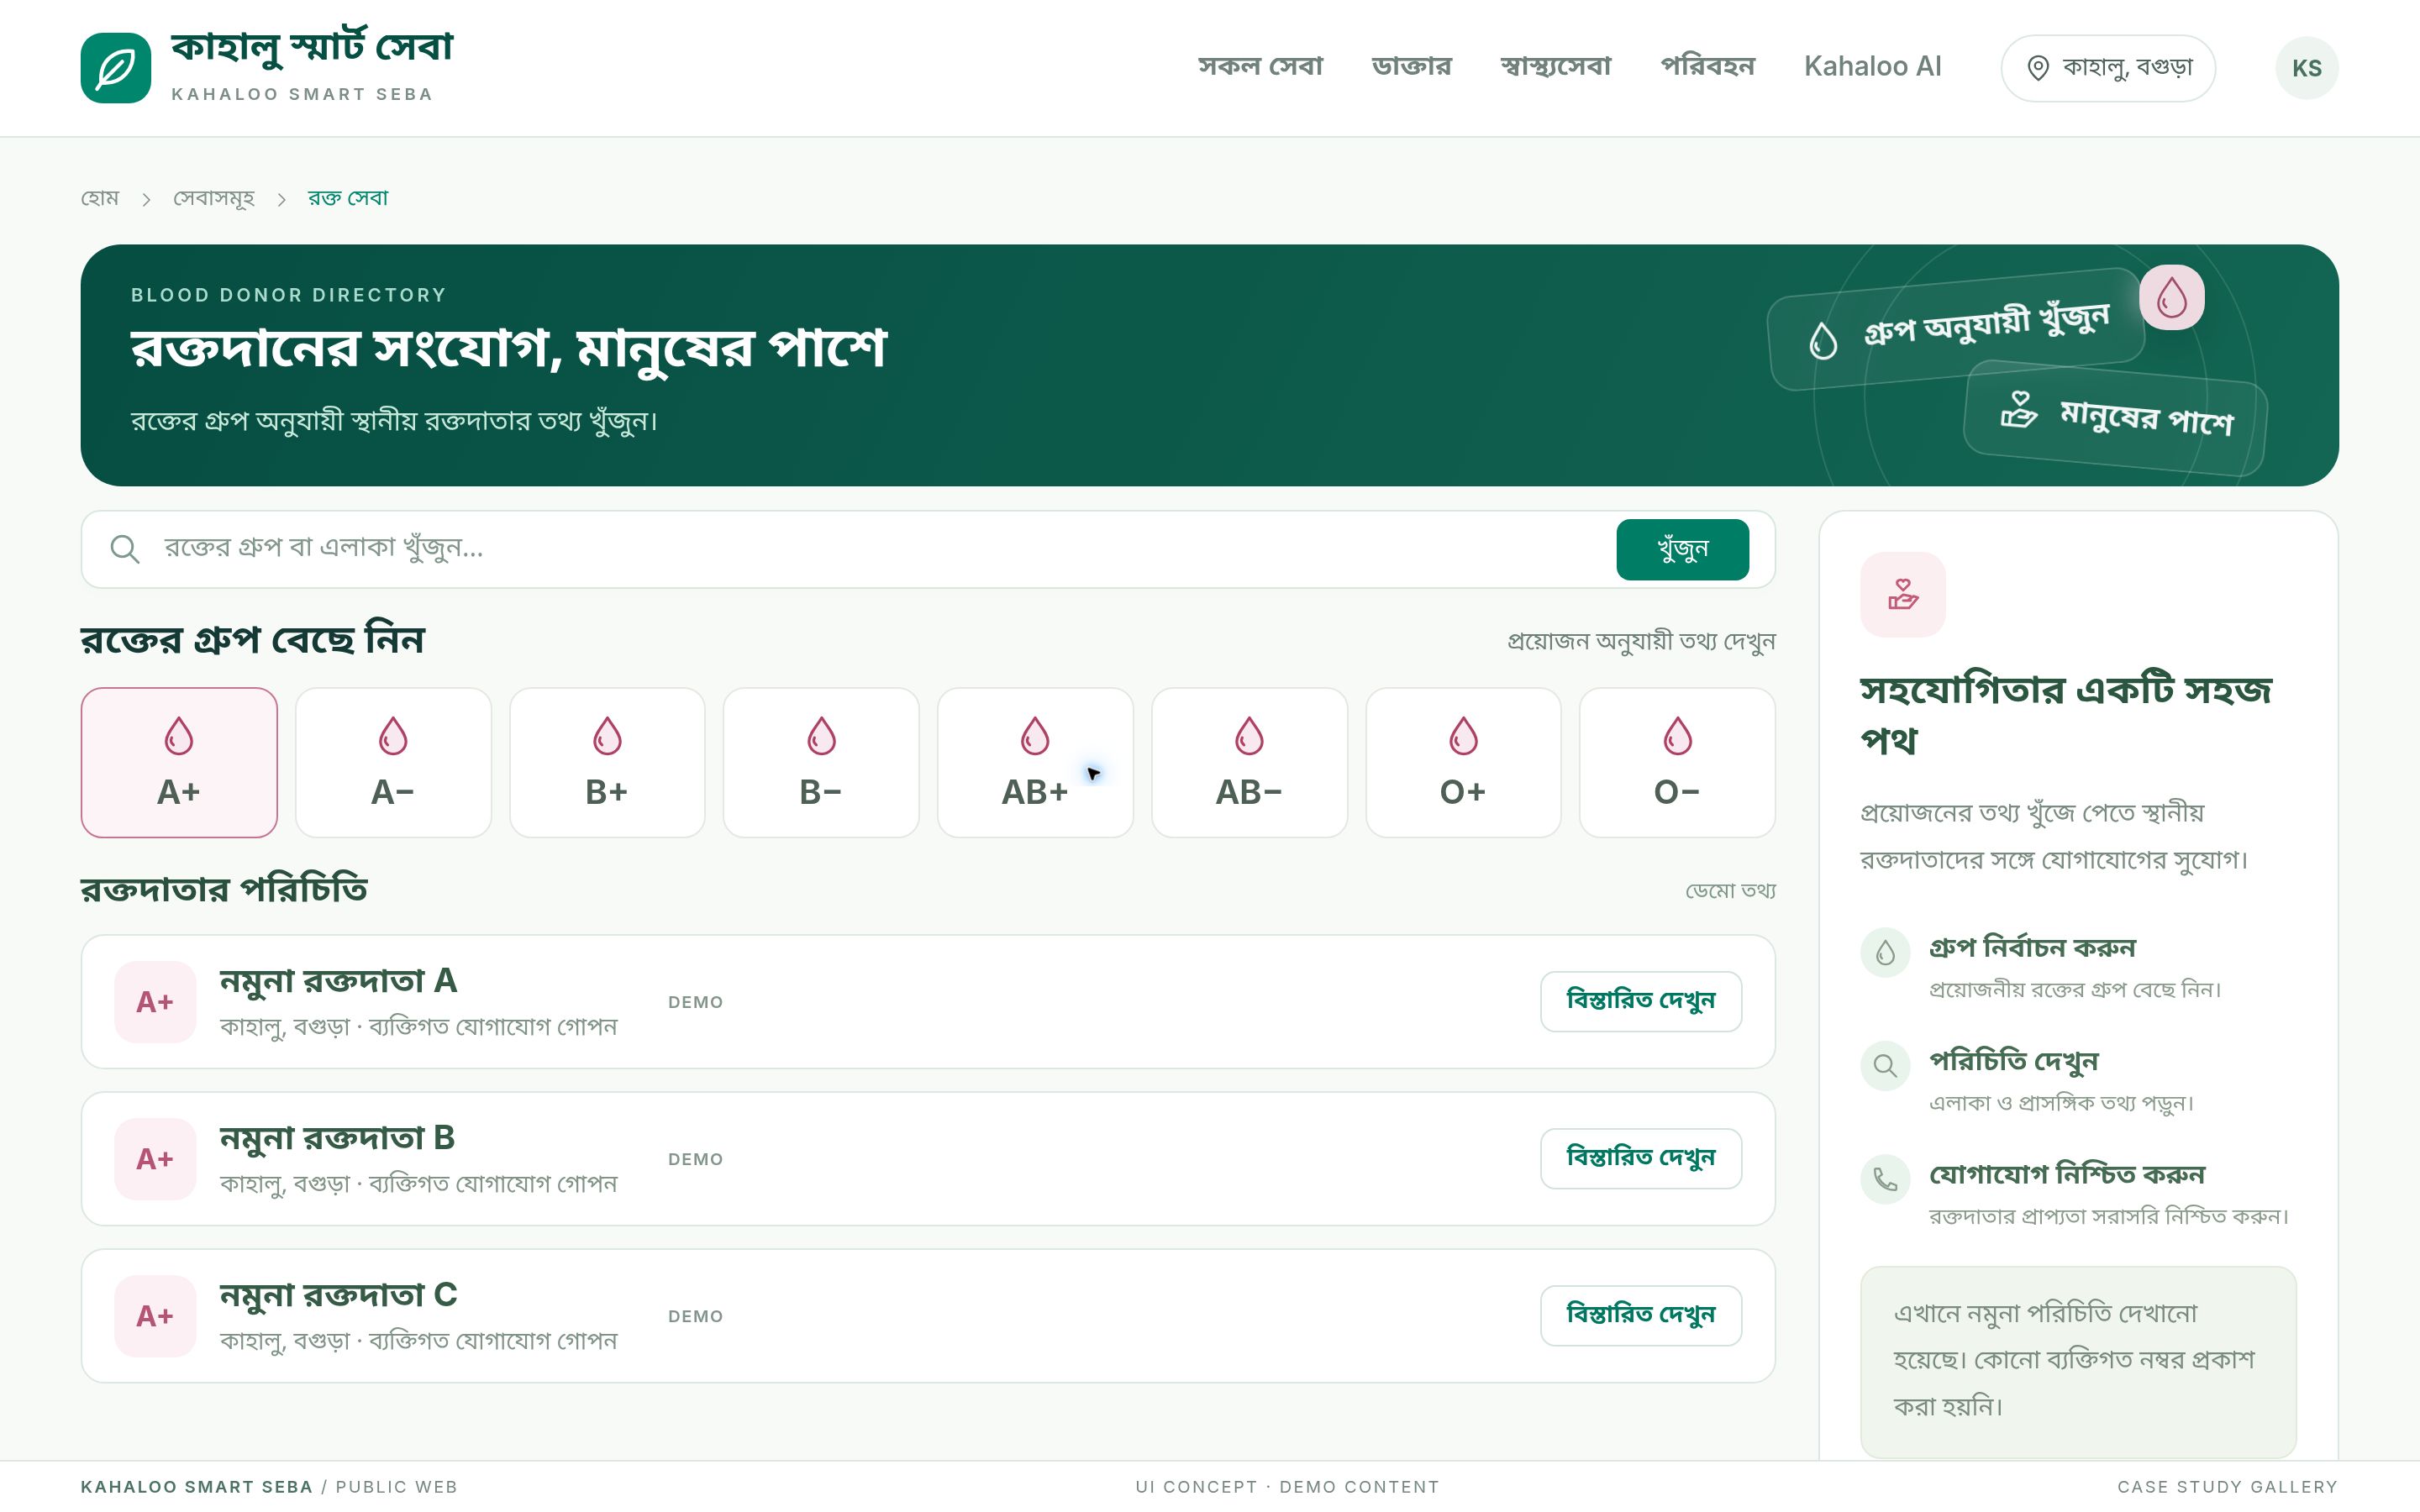 কাহালু স্মার্ট সেবা
KAHALOO SMART SEBA
সকল সেবা
ডাক্তার
স্বাস্থ্যসেবা
পরিবহন
Kahaloo AI
কাহালু, বগুড়া
KS
হোম > সেবাসমূহ > রক্ত সেবা
BLOOD DONOR DIRECTORY
রক্তদানের সংযোগ, মানুষের পাশে
রক্তের গ্রুপ অনুযায়ী স্থানীয় রক্তদাতার তথ্য খুঁজুন।
গ্রুপ অনুযায়ী খুঁজুন
মানুষের পাশে
রক্তের গ্রুপ বা এলাকা খুঁজুন...
খুঁজুন
রক্তের গ্রুপ বেছে নিন
প্রয়োজন অনুযায়ী তথ্য দেখুন
A+
A−
B+
B−
AB+
AB−
O+
O−
রক্তদাতার পরিচিতি
ডেমো তথ্য
A+
নমুনা রক্তদাতা A
কাহালু, বগুড়া · ব্যক্তিগত যোগাযোগ গোপন
DEMO
বিস্তারিত দেখুন
A+
নমুনা রক্তদাতা B
কাহালু, বগুড়া · ব্যক্তিগত যোগাযোগ গোপন
DEMO
বিস্তারিত দেখুন
A+
নমুনা রক্তদাতা C
কাহালু, বগুড়া · ব্যক্তিগত যোগাযোগ গোপন
DEMO
বিস্তারিত দেখুন
সহযোগিতার একটি সহজ
পথ
প্রয়োজনের তথ্য খুঁজে পেতে স্থানীয়
রক্তদাতাদের সঙ্গে যোগাযোগের সুযোগ।
গ্রুপ নির্বাচন করুন
প্রয়োজনীয় রক্তের গ্রুপ বেছে নিন।
পরিচিতি দেখুন
এলাকা ও প্রাসঙ্গিক তথ্য পড়ুন।
যোগাযোগ নিশ্চিত করুন
রক্তদাতার প্রাপ্যতা সরাসরি নিশ্চিত করুন।
এখানে নমুনা পরিচিতি দেখানো
হয়েছে। কোনো ব্যক্তিগত নম্বর প্রকাশ
করা হয়নি।
KAHALOO SMART SEBA / PUBLIC WEB
UI CONCEPT · DEMO CONTENT
CASE STUDY GALLERY